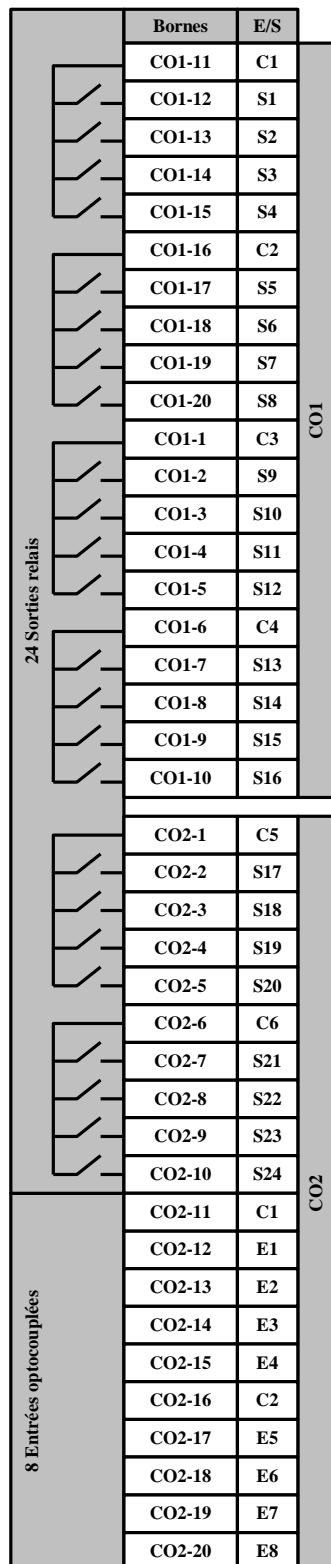 Bornes E/S
CO1-11 C1
CO1-12 S1
CO1-13 S2
CO1-14 S3
CO1-15 S4
CO1-16 C2
CO1-17 S5
CO1-18 S6
CO1-19 S7
CO1-20 S8
CO1-1 C3
CO1-2 S9
CO1-3 S10
CO1-4 S11
CO1-5 S12
CO1-6 C4
CO1-7 S13
CO1-8 S14
CO1-9 S15
CO1-10 S16
CO1
24 Sorties relais
CO2-1 C5
CO2-2 S17
CO2-3 S18
CO2-4 S19
CO2-5 S20
CO2-6 C6
CO2-7 S21
CO2-8 S22
CO2-9 S23
CO2-10 S24
CO2-11 C1
CO2-12 E1
CO2-13 E2
CO2-14 E3
CO2-15 E4
CO2-16 C2
CO2-17 E5
CO2-18 E6
CO2-19 E7
CO2-20 E8
CO2
8 Entrées optocouplées